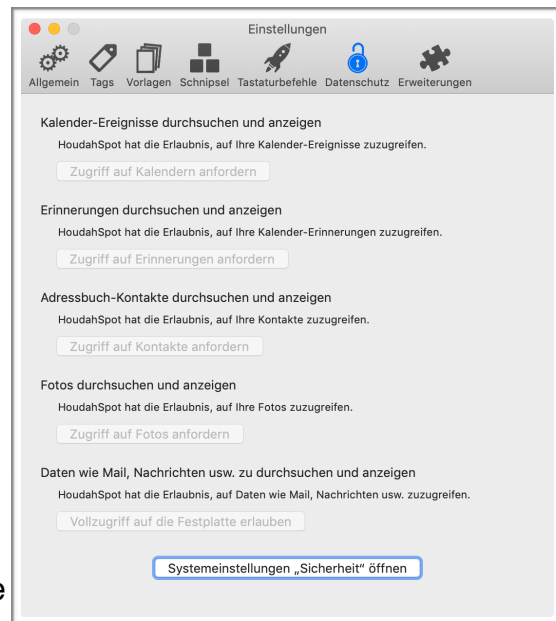 Einstellungen
Allgemein Tags Vorlagen Schnipsel Tastaturbefehle Datenschutz Erweiterungen
Kalender-Ereignisse durchsuchen und anzeigen
HoudahSpot hat die Erlaubnis, auf Ihre Kalender-Ereignisse zuzugreifen.
Zugriff auf Kalendern anfordern
Erinnerungen durchsuchen und anzeigen
HoudahSpot hat die Erlaubnis, auf Ihre Kalender-Erinnerungen zuzugreifen.
Zugriff auf Erinnerungen anfordern
Adressbuch-Kontakte durchsuchen und anzeigen
HoudahSpot hat die Erlaubnis, auf Ihre Kontakte zuzugreifen.
Zugriff auf Kontakte anfordern
Fotos durchsuchen und anzeigen
HoudahSpot hat die Erlaubnis, auf Ihre Fotos zuzugreifen.
Zugriff auf Fotos anfordern
Daten wie Mail, Nachrichten usw. zu durchsuchen und anzeigen
HoudahSpot hat die Erlaubnis, auf Daten wie Mail, Nachrichten usw. zuzugreifen.
Vollzugriff auf die Festplatte erlauben
Systemeinstellungen „Sicherheit" öffnen
e